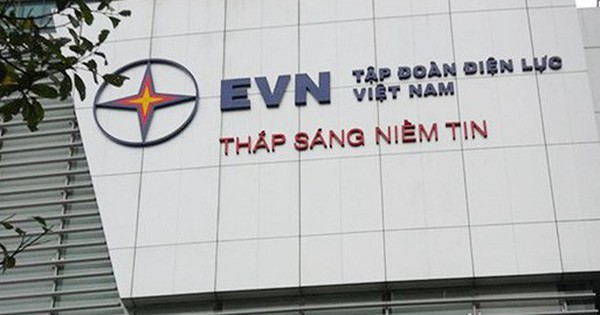 EVN TẬP ĐOÀN ĐIỆN LỰC
VIỆT NAM
THẮP SÁNG NIỀM TIN